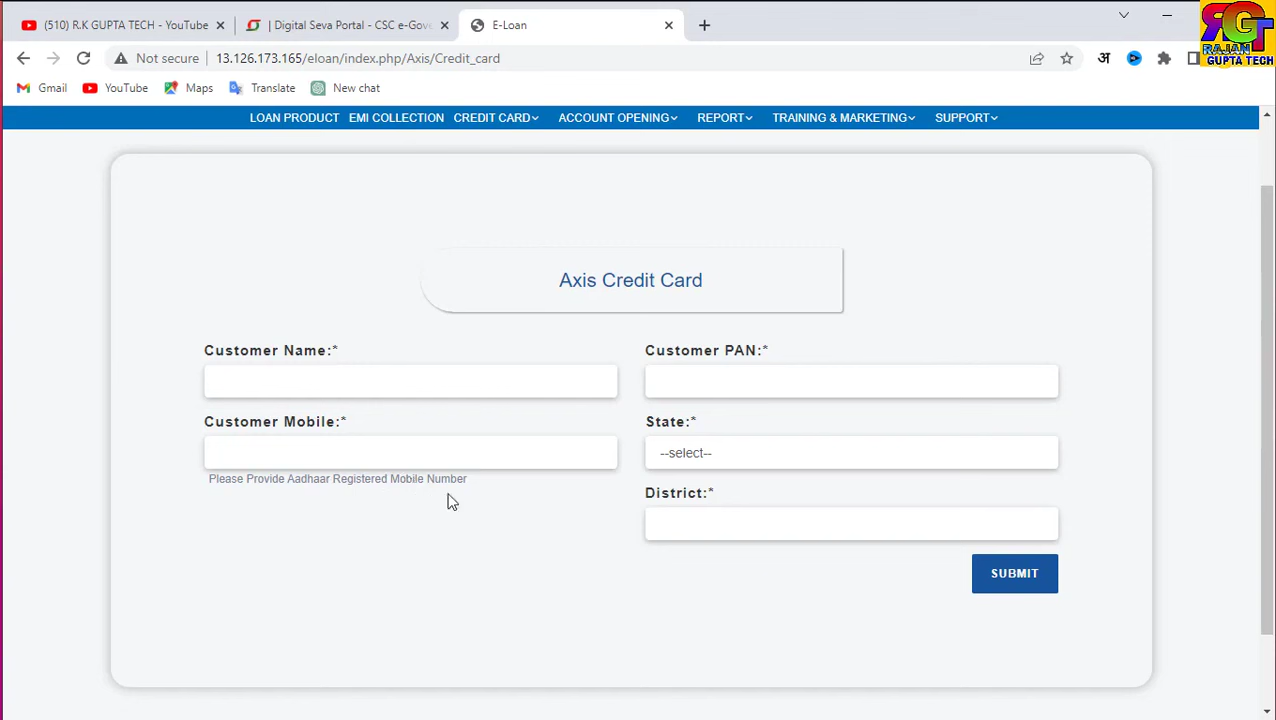 (510) R.K GUPTA TECH - YouTube
| Digital Seva Portal - CSC e-Gove
E-Loan
RGT
RAJAN
GUPTA TECH
Not secure
13.126.173.165/eloan/index.php/Axis/Credit_card
अ
Gmail
YouTube
Maps
Translate
New chat
LOAN PRODUCT
EMI COLLECTION
CREDIT CARD
ACCOUNT OPENING
REPORT
TRAINING & MARKETING
SUPPORT
Axis Credit Card
Customer Name:*
Customer PAN:*
Customer Mobile:*
State:*
--select--
Please Provide Aadhaar Registered Mobile Number
District:*
SUBMIT